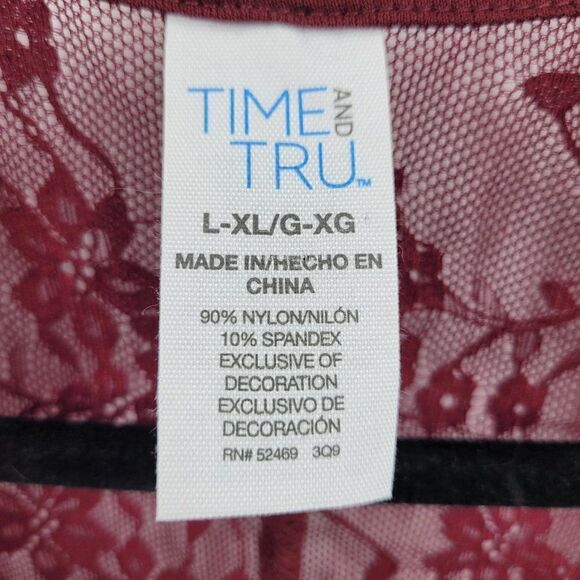 TIME AND
TRU™
L-XL/G-XG
MADE IN/HECHO EN
CHINA
90% NYLON/NILÓN
10% SPANDEX
EXCLUSIVE OF
DECORATION
EXCLUSIVO DE
DECORACIÓN
RN# 52469 3Q9